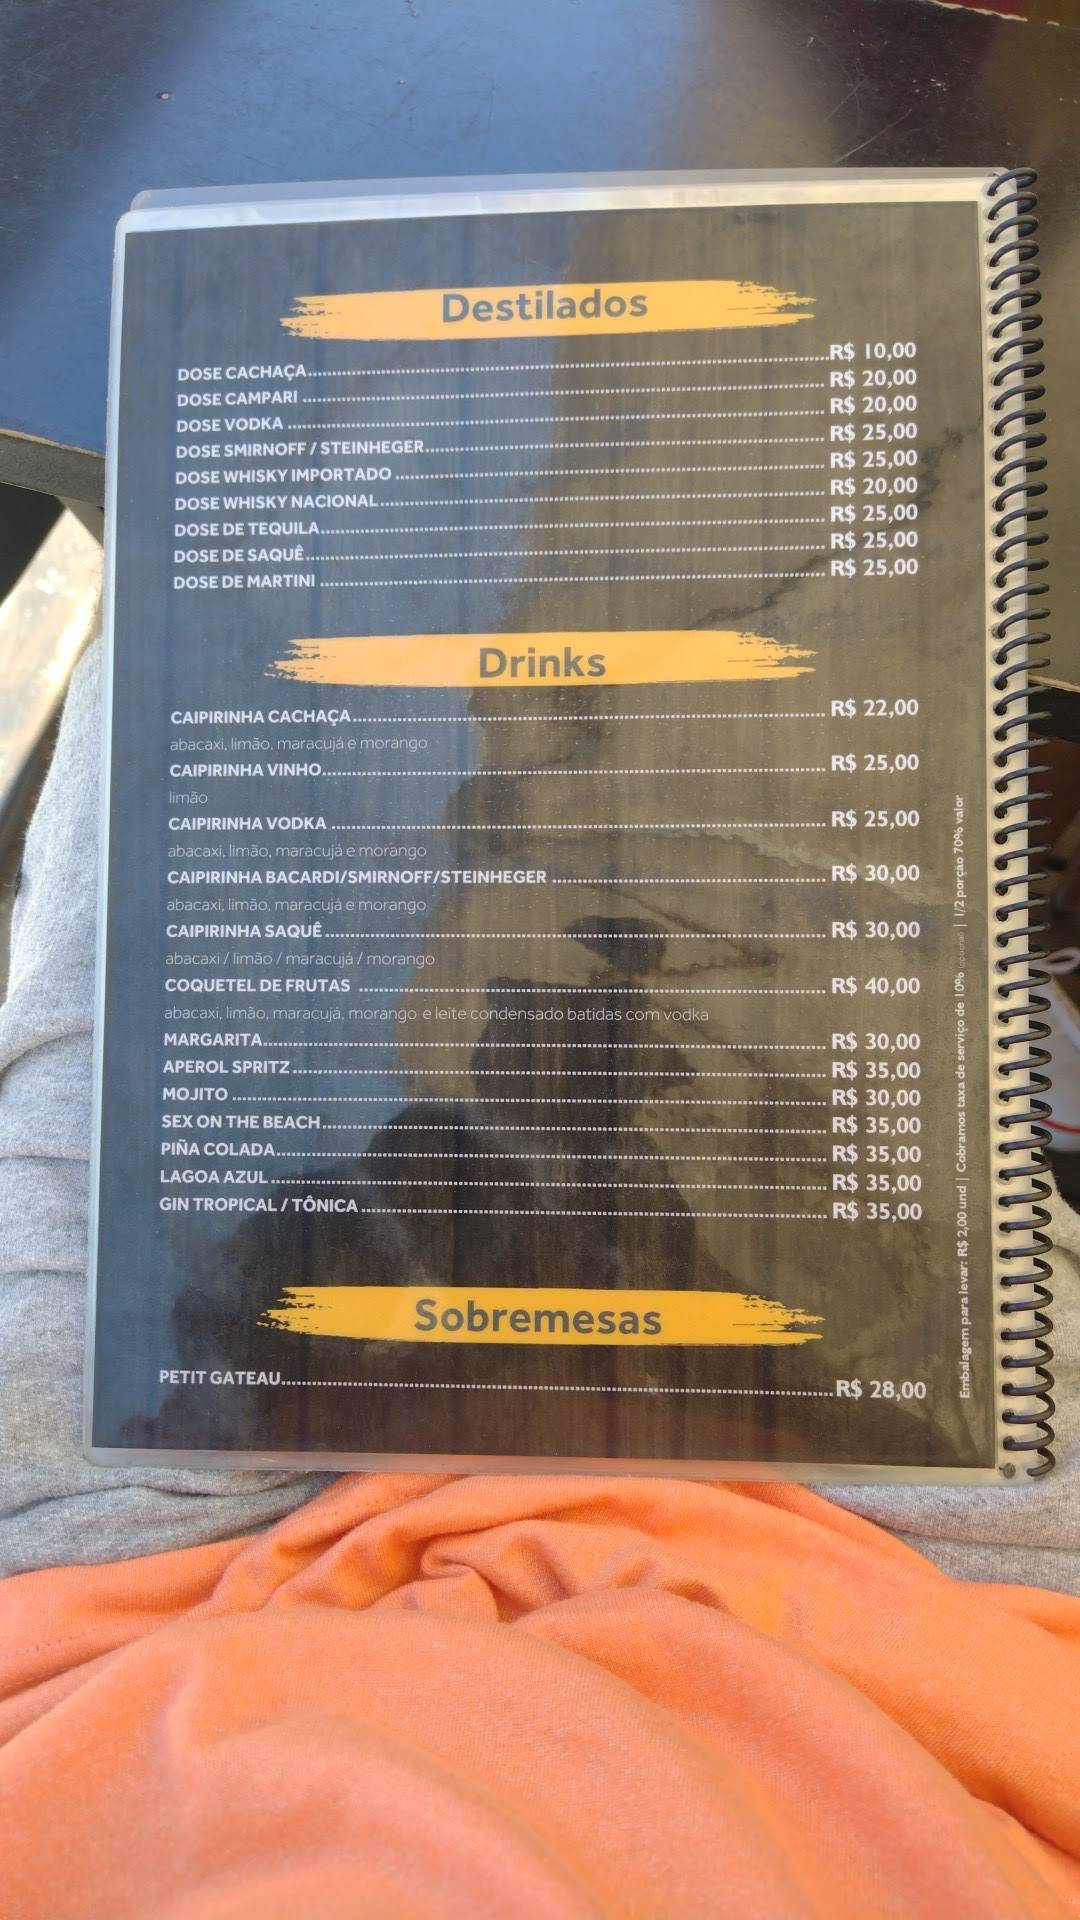 Destilados
DOSE CACHAÇA R$ 10,00
DOSE CAMPARI R$ 20,00
DOSE VODKA R$ 20,00
DOSE SMIRNOFF / STEINHEGER R$ 25,00
DOSE WHISKY IMPORTADO R$ 25,00
DOSE WHISKY NACIONAL R$ 20,00
DOSE DE TEQUILA R$ 25,00
DOSE DE SAQUÊ R$ 25,00
DOSE DE MARTINI R$ 25,00
Drinks
CAIPIRINHA CACHAÇA R$ 22,00
abacaxi, limão, maracujá e morango
CAIPIRINHA VINHO R$ 25,00
limão
CAIPIRINHA VODKA R$ 25,00
abacaxi, limão, maracujá e morango
CAIPIRINHA BACARDI/SMIRNOFF/STEINHEGER R$ 30,00
abacaxi, limão, maracujá e morango
CAIPIRINHA SAQUÊ R$ 30,00
abacaxi / limão / maracujá / morango
COQUETEL DE FRUTAS R$ 40,00
abacaxi, limão, maracujá, morango e leite condensado batidas com vodka
MARGARITA R$ 30,00
APEROL SPRITZ R$ 35,00
MOJITO R$ 30,00
SEX ON THE BEACH R$ 35,00
PIÑA COLADA R$ 35,00
LAGOA AZUL R$ 35,00
GIN TROPICAL / TÔNICA R$ 35,00
Sobremesas
PETIT GATEAU R$ 28,00
Embalagem para levar: R$ 2,00 und | Cobramos taxa de serviço de 10% (opcional) | 1/2 porção 70% valor